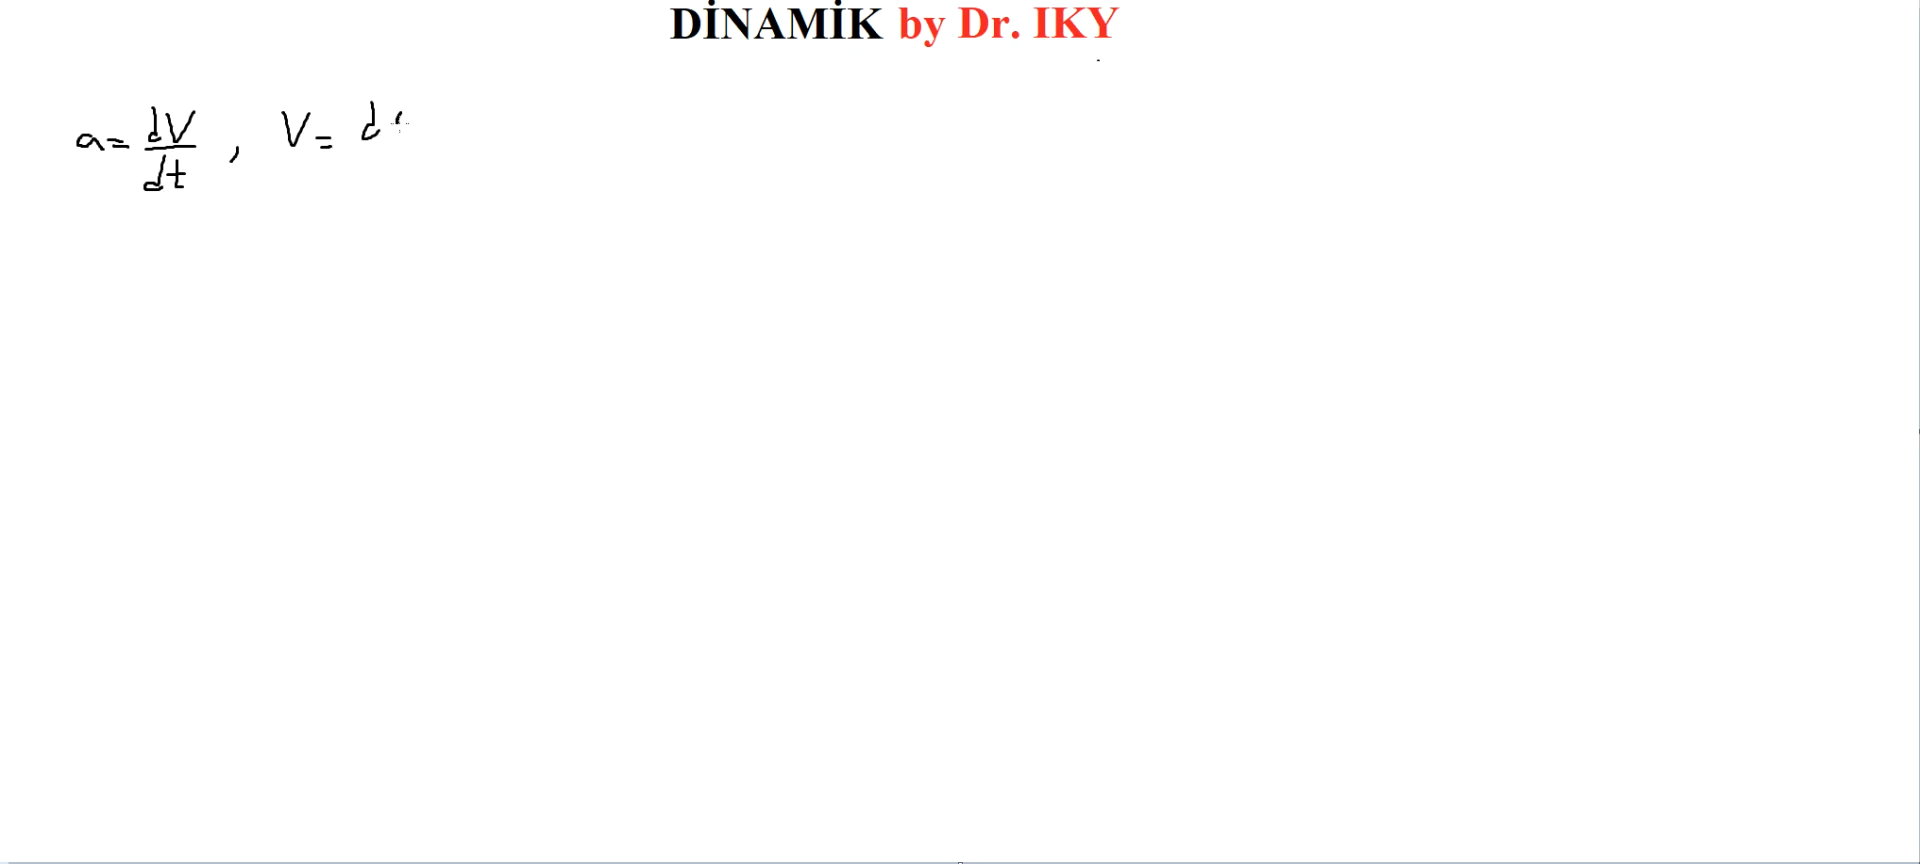 DİNAMİK by Dr. IKY
a = dV/dt , V = d